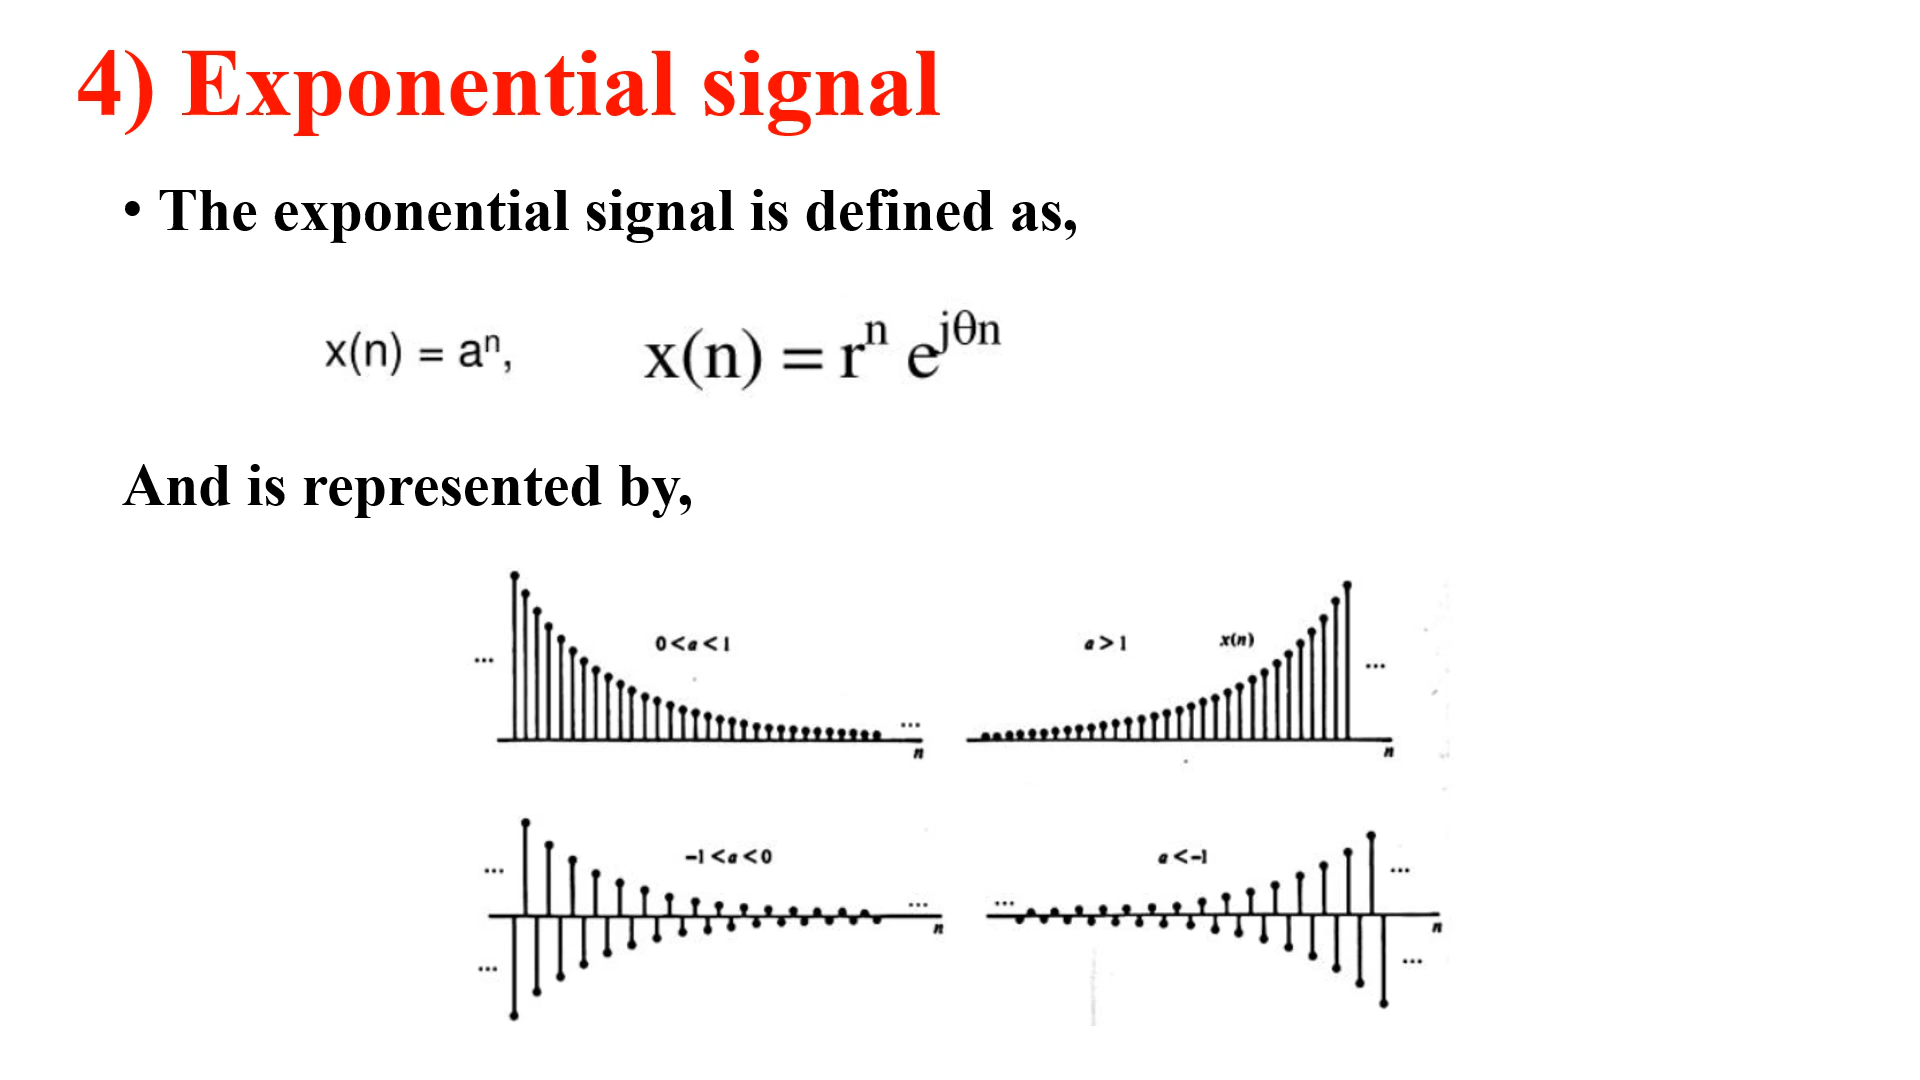 4) Exponential signal
• The exponential signal is defined as,
x(n) = aⁿ, x(n) = rⁿ e^{jθn}
And is represented by,
0<a<1 a>1 x(n)
... ...
... n n
-1<a<0 a<-1
... ...
... ...
n n
... ...